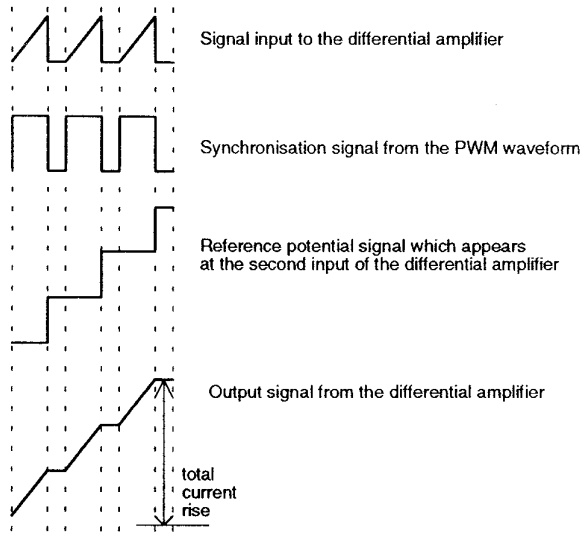 Signal input to the differential amplifier
Synchronisation signal from the PWM waveform
Reference potential signal which appears
at the second input of the differential amplifier
Output signal from the differential amplifier
total
current
rise